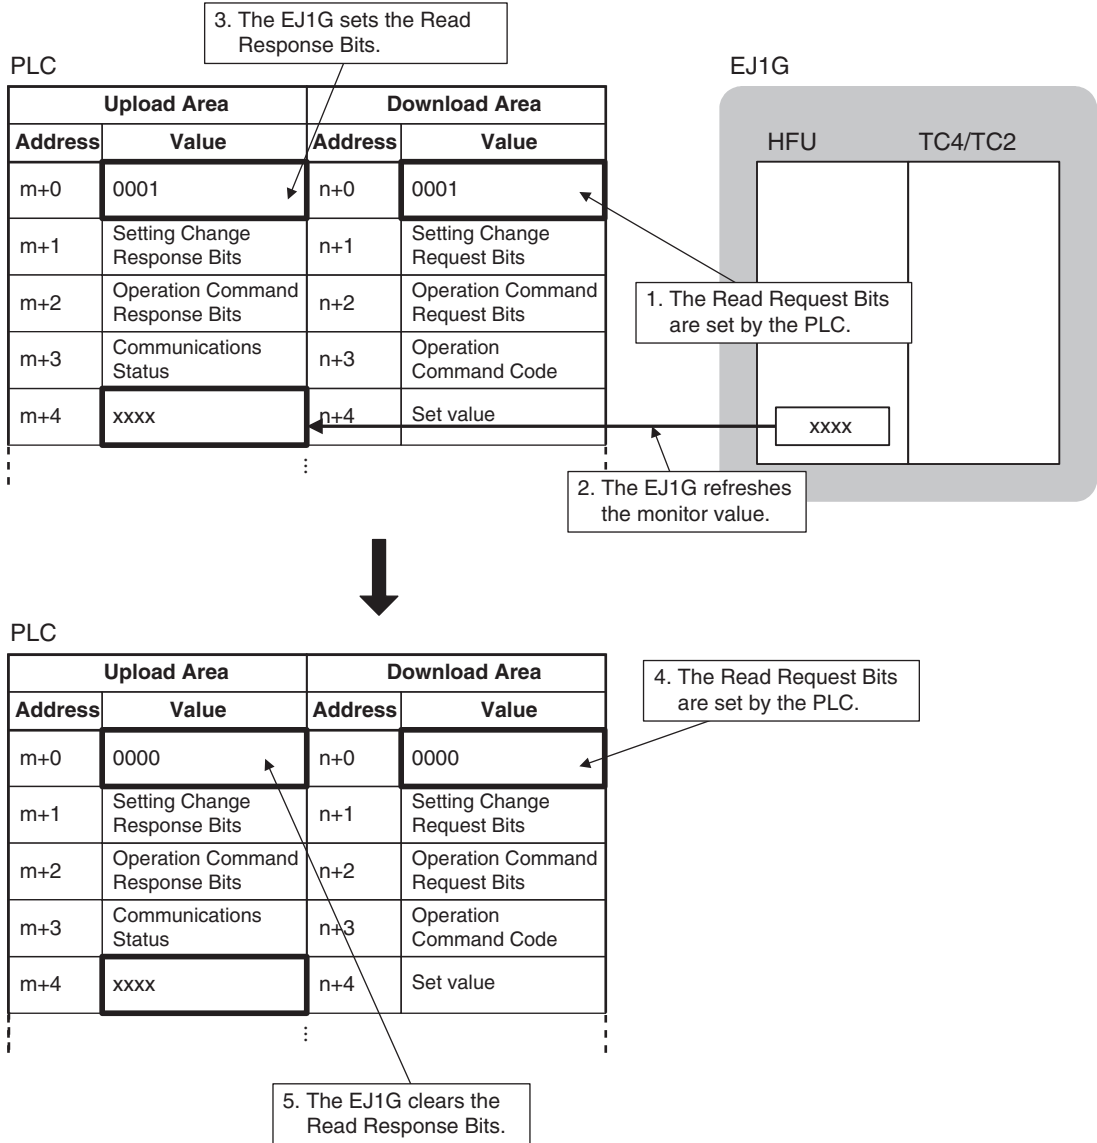 3. The EJ1G sets the Read
Response Bits.
PLC
EJ1G
Upload Area Download Area
Address Value Address Value
HFU TC4/TC2
m+0 0001 n+0 0001
m+1 Setting Change
Response Bits n+1 Setting Change
Request Bits
m+2 Operation Command
Response Bits n+2 Operation Command
Request Bits
1. The Read Request Bits
are set by the PLC.
m+3 Communications
Status n+3 Operation
Command Code
m+4 xxxx n+4 Set value
xxxx
2. The EJ1G refreshes
the monitor value.
PLC
Upload Area Download Area
Address Value Address Value
4. The Read Request Bits
are set by the PLC.
m+0 0000 n+0 0000
m+1 Setting Change
Response Bits n+1 Setting Change
Request Bits
m+2 Operation Command
Response Bits n+2 Operation Command
Request Bits
m+3 Communications
Status n+3 Operation
Command Code
m+4 xxxx n+4 Set value
5. The EJ1G clears the
Read Response Bits.